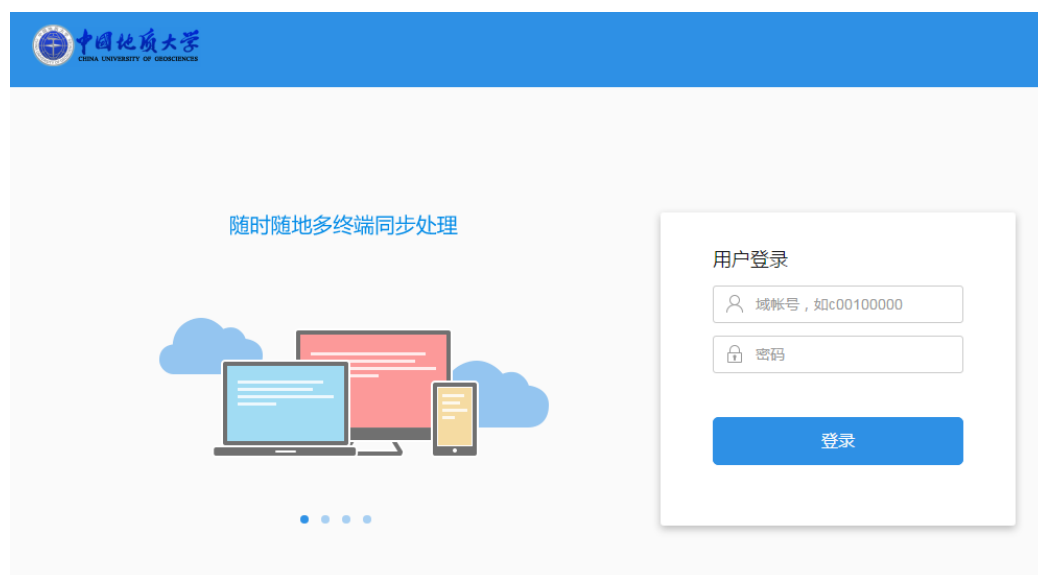 中国地质大学
CHINA UNIVERSITY OF GEOSCIENCES
随时随地多终端同步处理
用户登录
域帐号，如c00100000
密码
登录